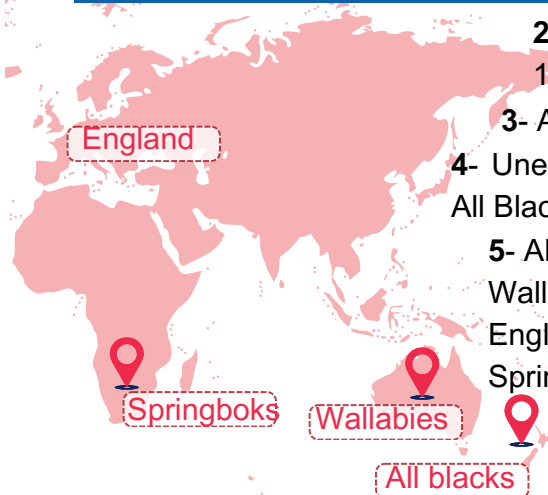 2
1
3- A
4- Une
All Blac
5- Al
Wall
Engl
Sprin
England
Springboks
Wallabies
All blacks